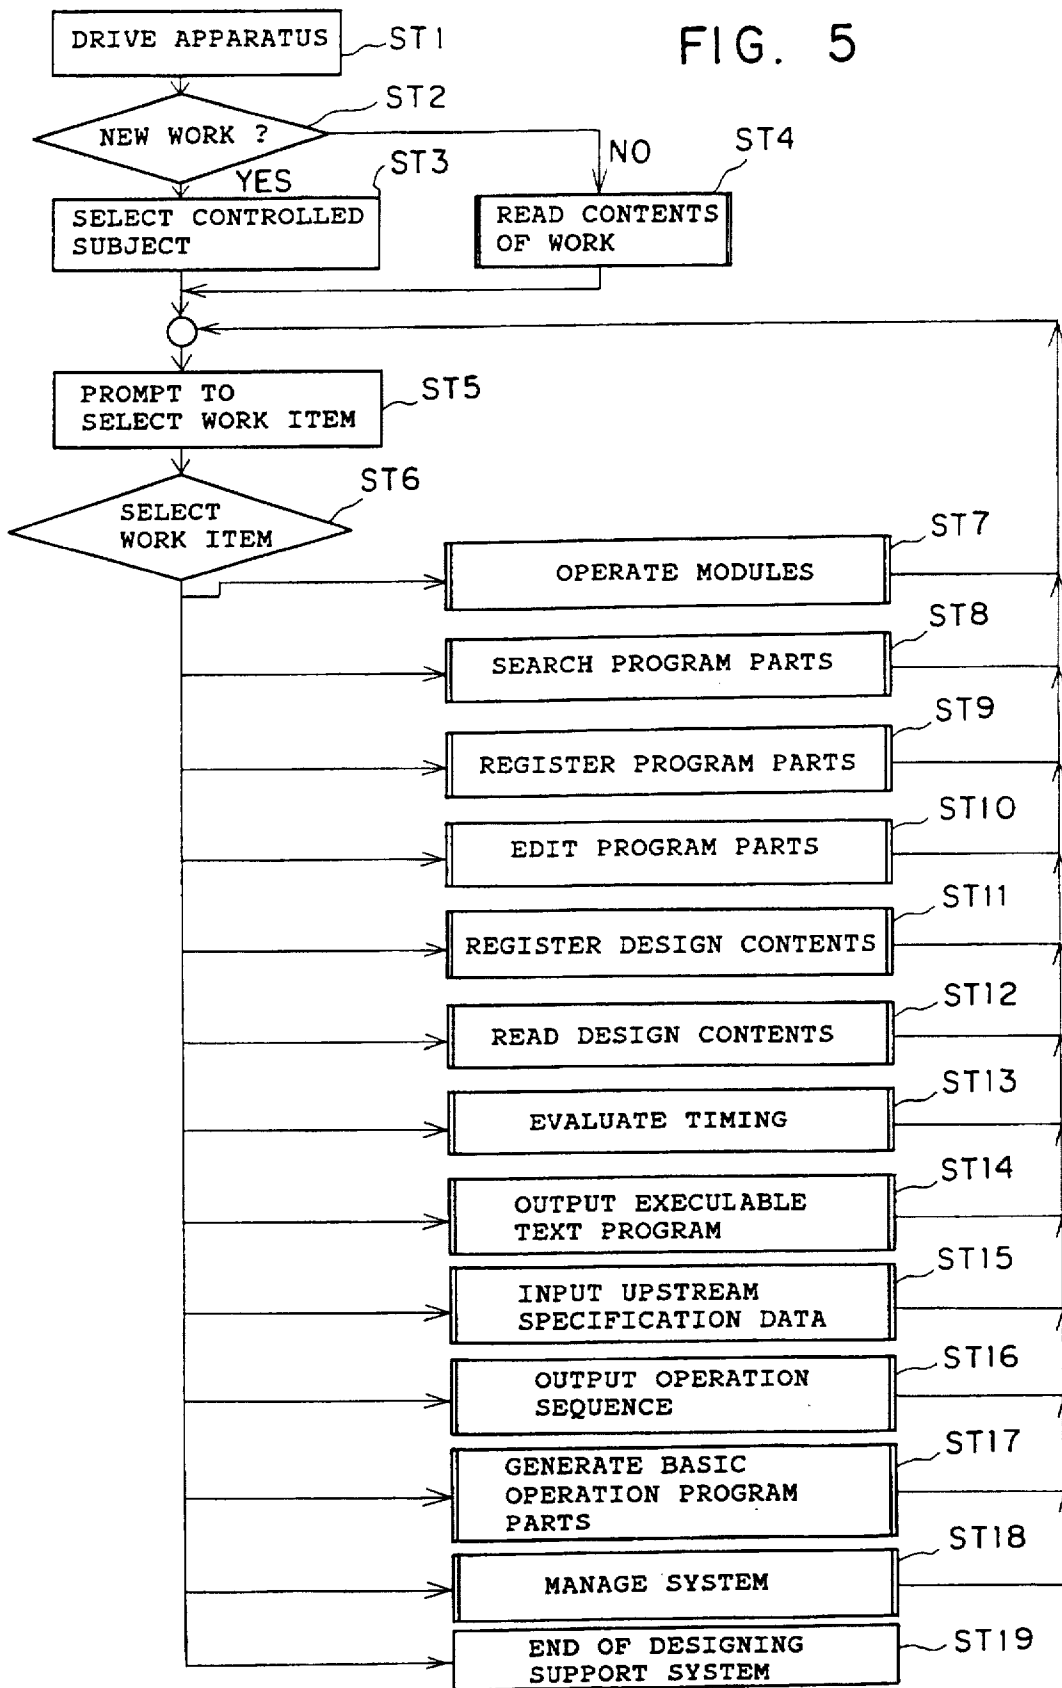 FIG. 5
DRIVE APPARATUS
ST1
NEW WORK ?
ST2
YES
NO
SELECT CONTROLLED
SUBJECT
ST3
READ CONTENTS
OF WORK
ST4
PROMPT TO
SELECT WORK ITEM
ST5
SELECT
WORK ITEM
ST6
OPERATE MODULES
ST7
SEARCH PROGRAM PARTS
ST8
REGISTER PROGRAM PARTS
ST9
EDIT PROGRAM PARTS
ST10
REGISTER DESIGN CONTENTS
ST11
READ DESIGN CONTENTS
ST12
EVALUATE TIMING
ST13
OUTPUT EXECULABLE
TEXT PROGRAM
ST14
INPUT UPSTREAM
SPECIFICATION DATA
ST15
OUTPUT OPERATION
SEQUENCE
ST16
GENERATE BASIC
OPERATION PROGRAM
PARTS
ST17
MANAGE SYSTEM
ST18
END OF DESIGNING
SUPPORT SYSTEM
ST19